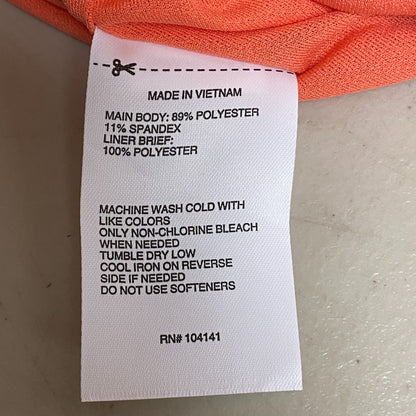 MADE IN VIETNAM
MAIN BODY: 89% POLYESTER
11% SPANDEX
LINER BRIEF:
100% POLYESTER
MACHINE WASH COLD WITH
LIKE COLORS
ONLY NON-CHLORINE BLEACH
WHEN NEEDED
TUMBLE DRY LOW
COOL IRON ON REVERSE
SIDE IF NEEDED
DO NOT USE SOFTENERS
RN# 104141